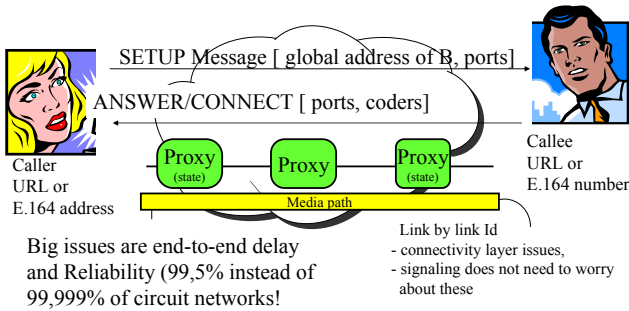 SETUP Message [ global address of B, ports]
ANSWER/CONNECT [ ports, coders]
Caller
URL or
E.164 address
Proxy
(state)
Proxy
Proxy
(state)
Callee
URL or
E.164 number
Media path
Big issues are end-to-end delay
and Reliability (99,5% instead of
99,999% of circuit networks!
Link by link Id
- connectivity layer issues,
- signaling does not need to worry
about these